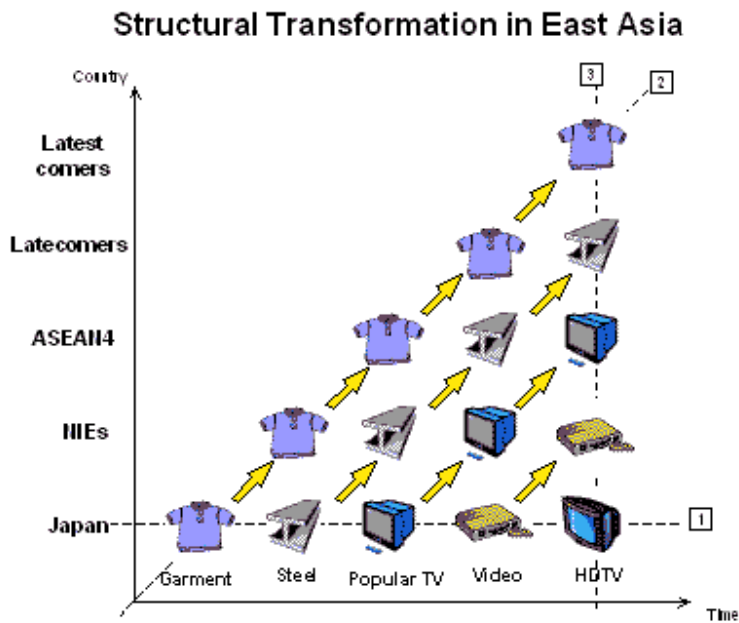 Structural Transformation in East Asia
Country
3
2
Latest
comers
Latecomers
ASEAN4
NIEs
Japan
1
Garment
Steel
Popular TV
Video
HDTV
Time